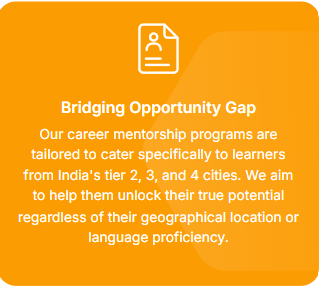 Bridging Opportunity Gap
Our career mentorship programs are
tailored to cater specifically to learners
from India's tier 2, 3, and 4 cities. We aim
to help them unlock their true potential
regardless of their geographical location or
language proficiency.